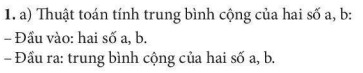 1. a) Thuật toán tính trung bình cộng của hai số a, b:
– Đầu vào: hai số a, b.
– Đầu ra: trung bình cộng của hai số a, b.